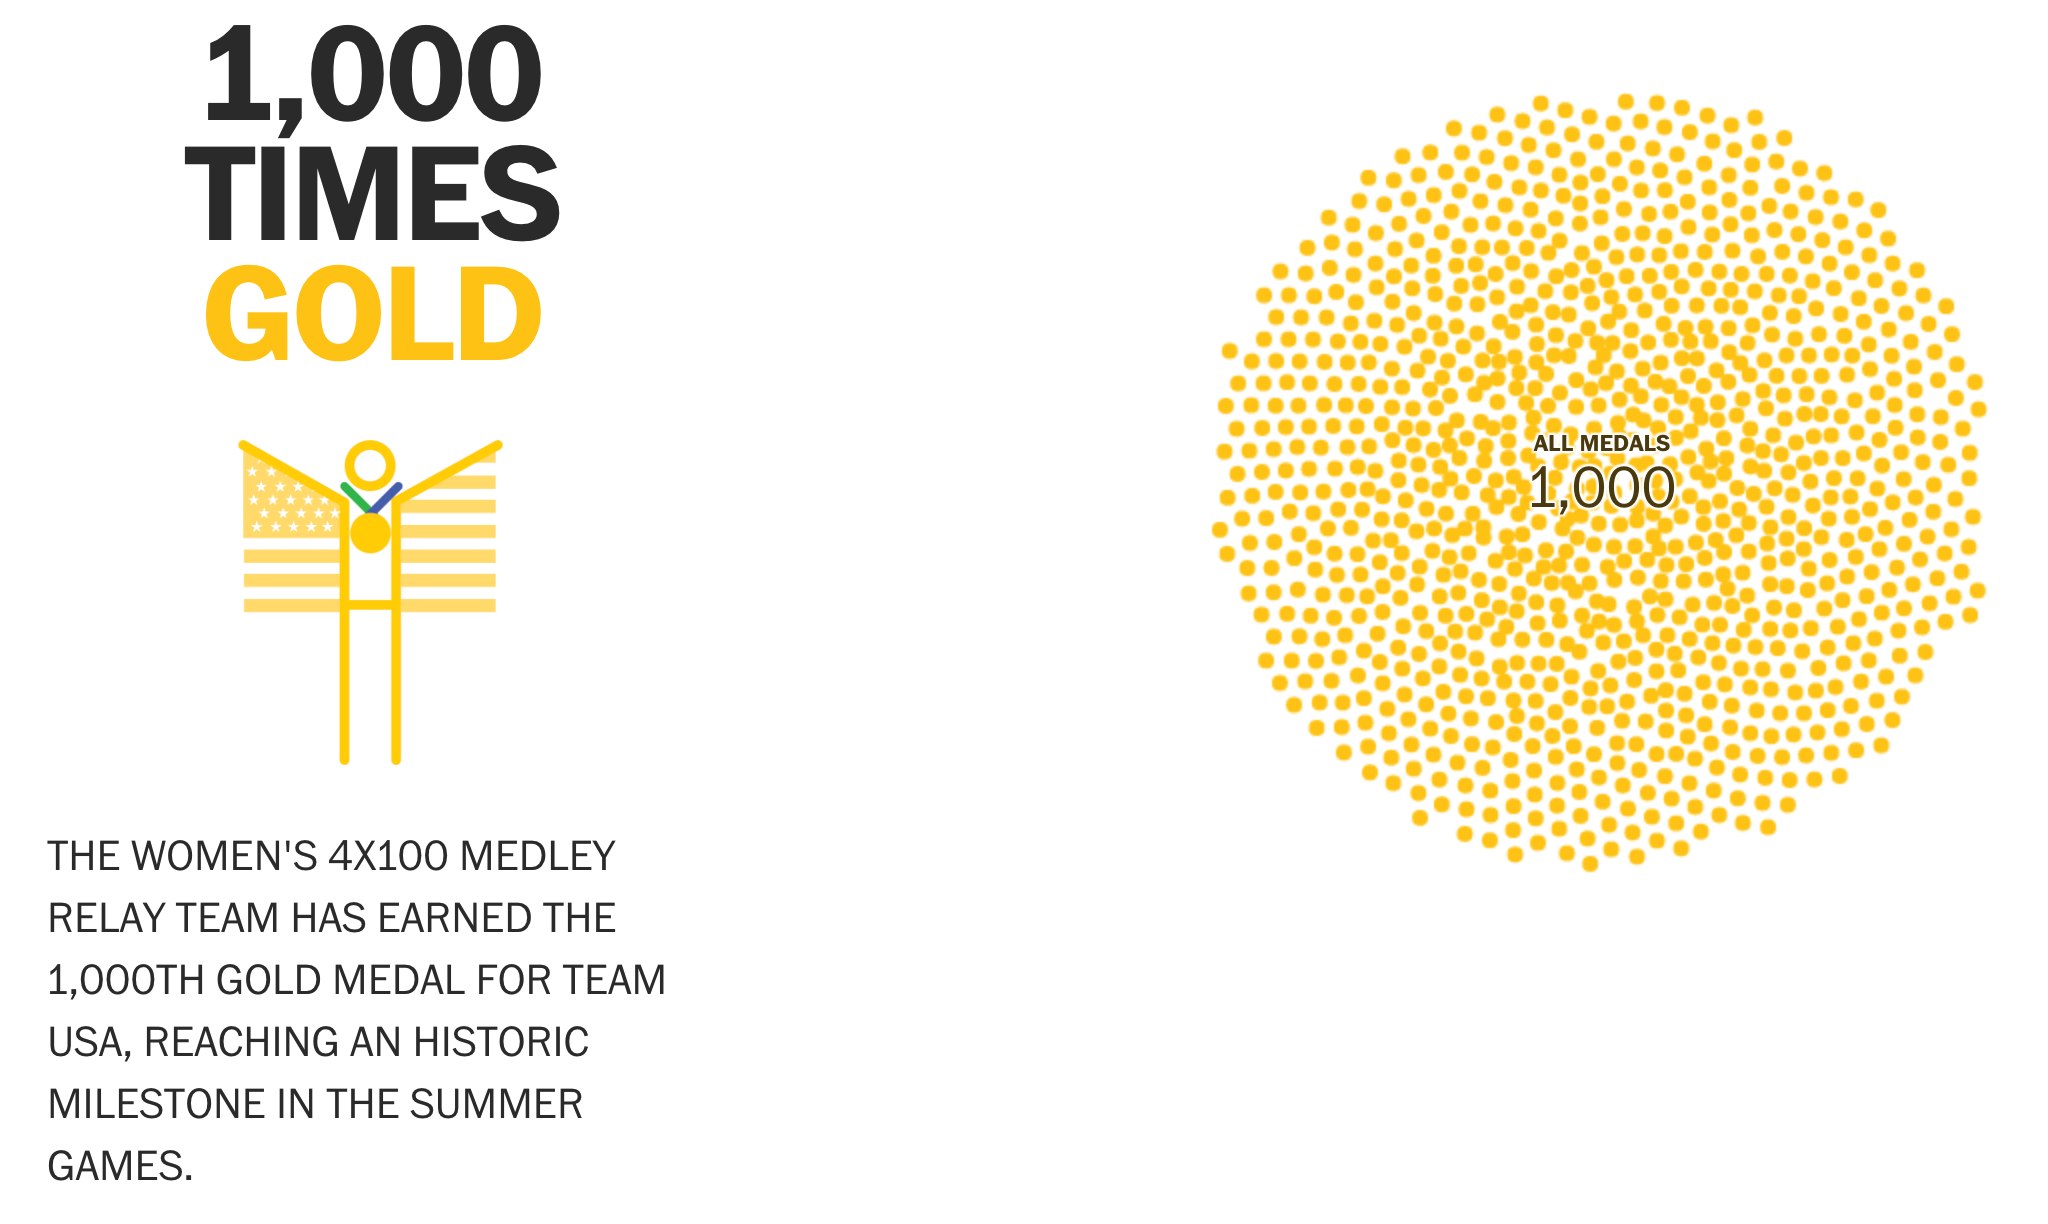 1,000
TIMES
GOLD
THE WOMEN'S 4X100 MEDLEY
RELAY TEAM HAS EARNED THE
1,000TH GOLD MEDAL FOR TEAM
USA, REACHING AN HISTORIC
MILESTONE IN THE SUMMER
GAMES.
ALL MEDALS
1,000